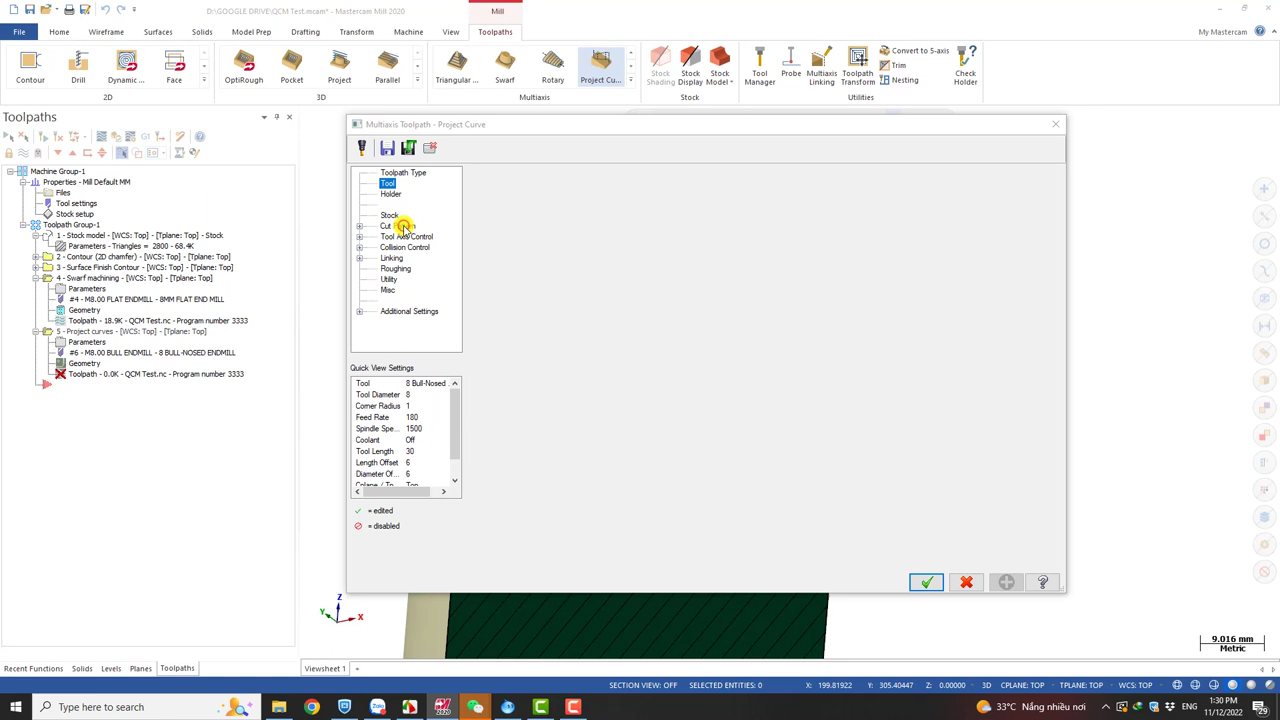 D:\GOOGLE DRIVE\QCM Test.mcam* - Mastercam Mill 2020
Mill
File
Home
Wireframe
Surfaces
Solids
Model Prep
Drafting
Transform
Machine
View
Toolpaths
My Mastercam
Contour
Drill
Dynamic ...
Face
OptiRough
Pocket
Project
Parallel
Triangular ...
Swarf
Rotary
Project Cu...
Stock Shading
Stock Display
Stock Model
Tool Manager
Probe
Multiaxis Linking
Toolpath Transform
Convert to 5-axis
Trim
Nesting
Check Holder
2D
3D
Multiaxis
Stock
Utilities
Toolpaths
Machine Group-1
Properties - Mill Default MM
Files
Tool settings
Stock setup
Toolpath Group-1
1 - Stock model - [WCS: Top] - [Tplane: Top] - Stock
Parameters - Triangles = 2800 - 68.4K
2 - Contour (2D chamfer) - [WCS: Top] - [Tplane: Top]
3 - Surface Finish Contour - [WCS: Top] - [Tplane: Top]
4 - Swarf machining - [WCS: Top] - [Tplane: Top]
Parameters
#4 - M8.00 FLAT ENDMILL - 8MM FLAT END MILL
Geometry
Toolpath - 18.9K - QCM Test.nc - Program number 3333
5 - Project curves - [WCS: Top] - [Tplane: Top]
Parameters
#6 - M8.00 BULL ENDMILL - 8 BULL-NOSED ENDMILL
Geometry
Toolpath - 0.0K - QCM Test.nc - Program number 3333
Multiaxis Toolpath - Project Curve
Toolpath Type
Tool
Holder
Stock
Cut
Tool Axis Control
Collision Control
Linking
Roughing
Utility
Misc
Additional Settings
Quick View Settings
Tool 8 Bull-Nosed
Tool Diameter 8
Corner Radius 1
Feed Rate 180
Spindle Spe... 1500
Coolant Off
Tool Length 30
Length Offset 6
Diameter Of... 6
Cplane / Tp... Top
= edited
= disabled
Z
Y
X
9.016 mm
Metric
Recent Functions
Solids
Levels
Planes
Toolpaths
Viewsheet 1
SECTION VIEW: OFF
SELECTED ENTITIES: 0
X: 199.81922
Y: 305.40447
Z: 0.00000
3D
CPLANE: TOP
TPLANE: TOP
WCS: TOP
Type here to search
33°C Nắng nhiều nơi
1:30 PM
11/12/2022
29